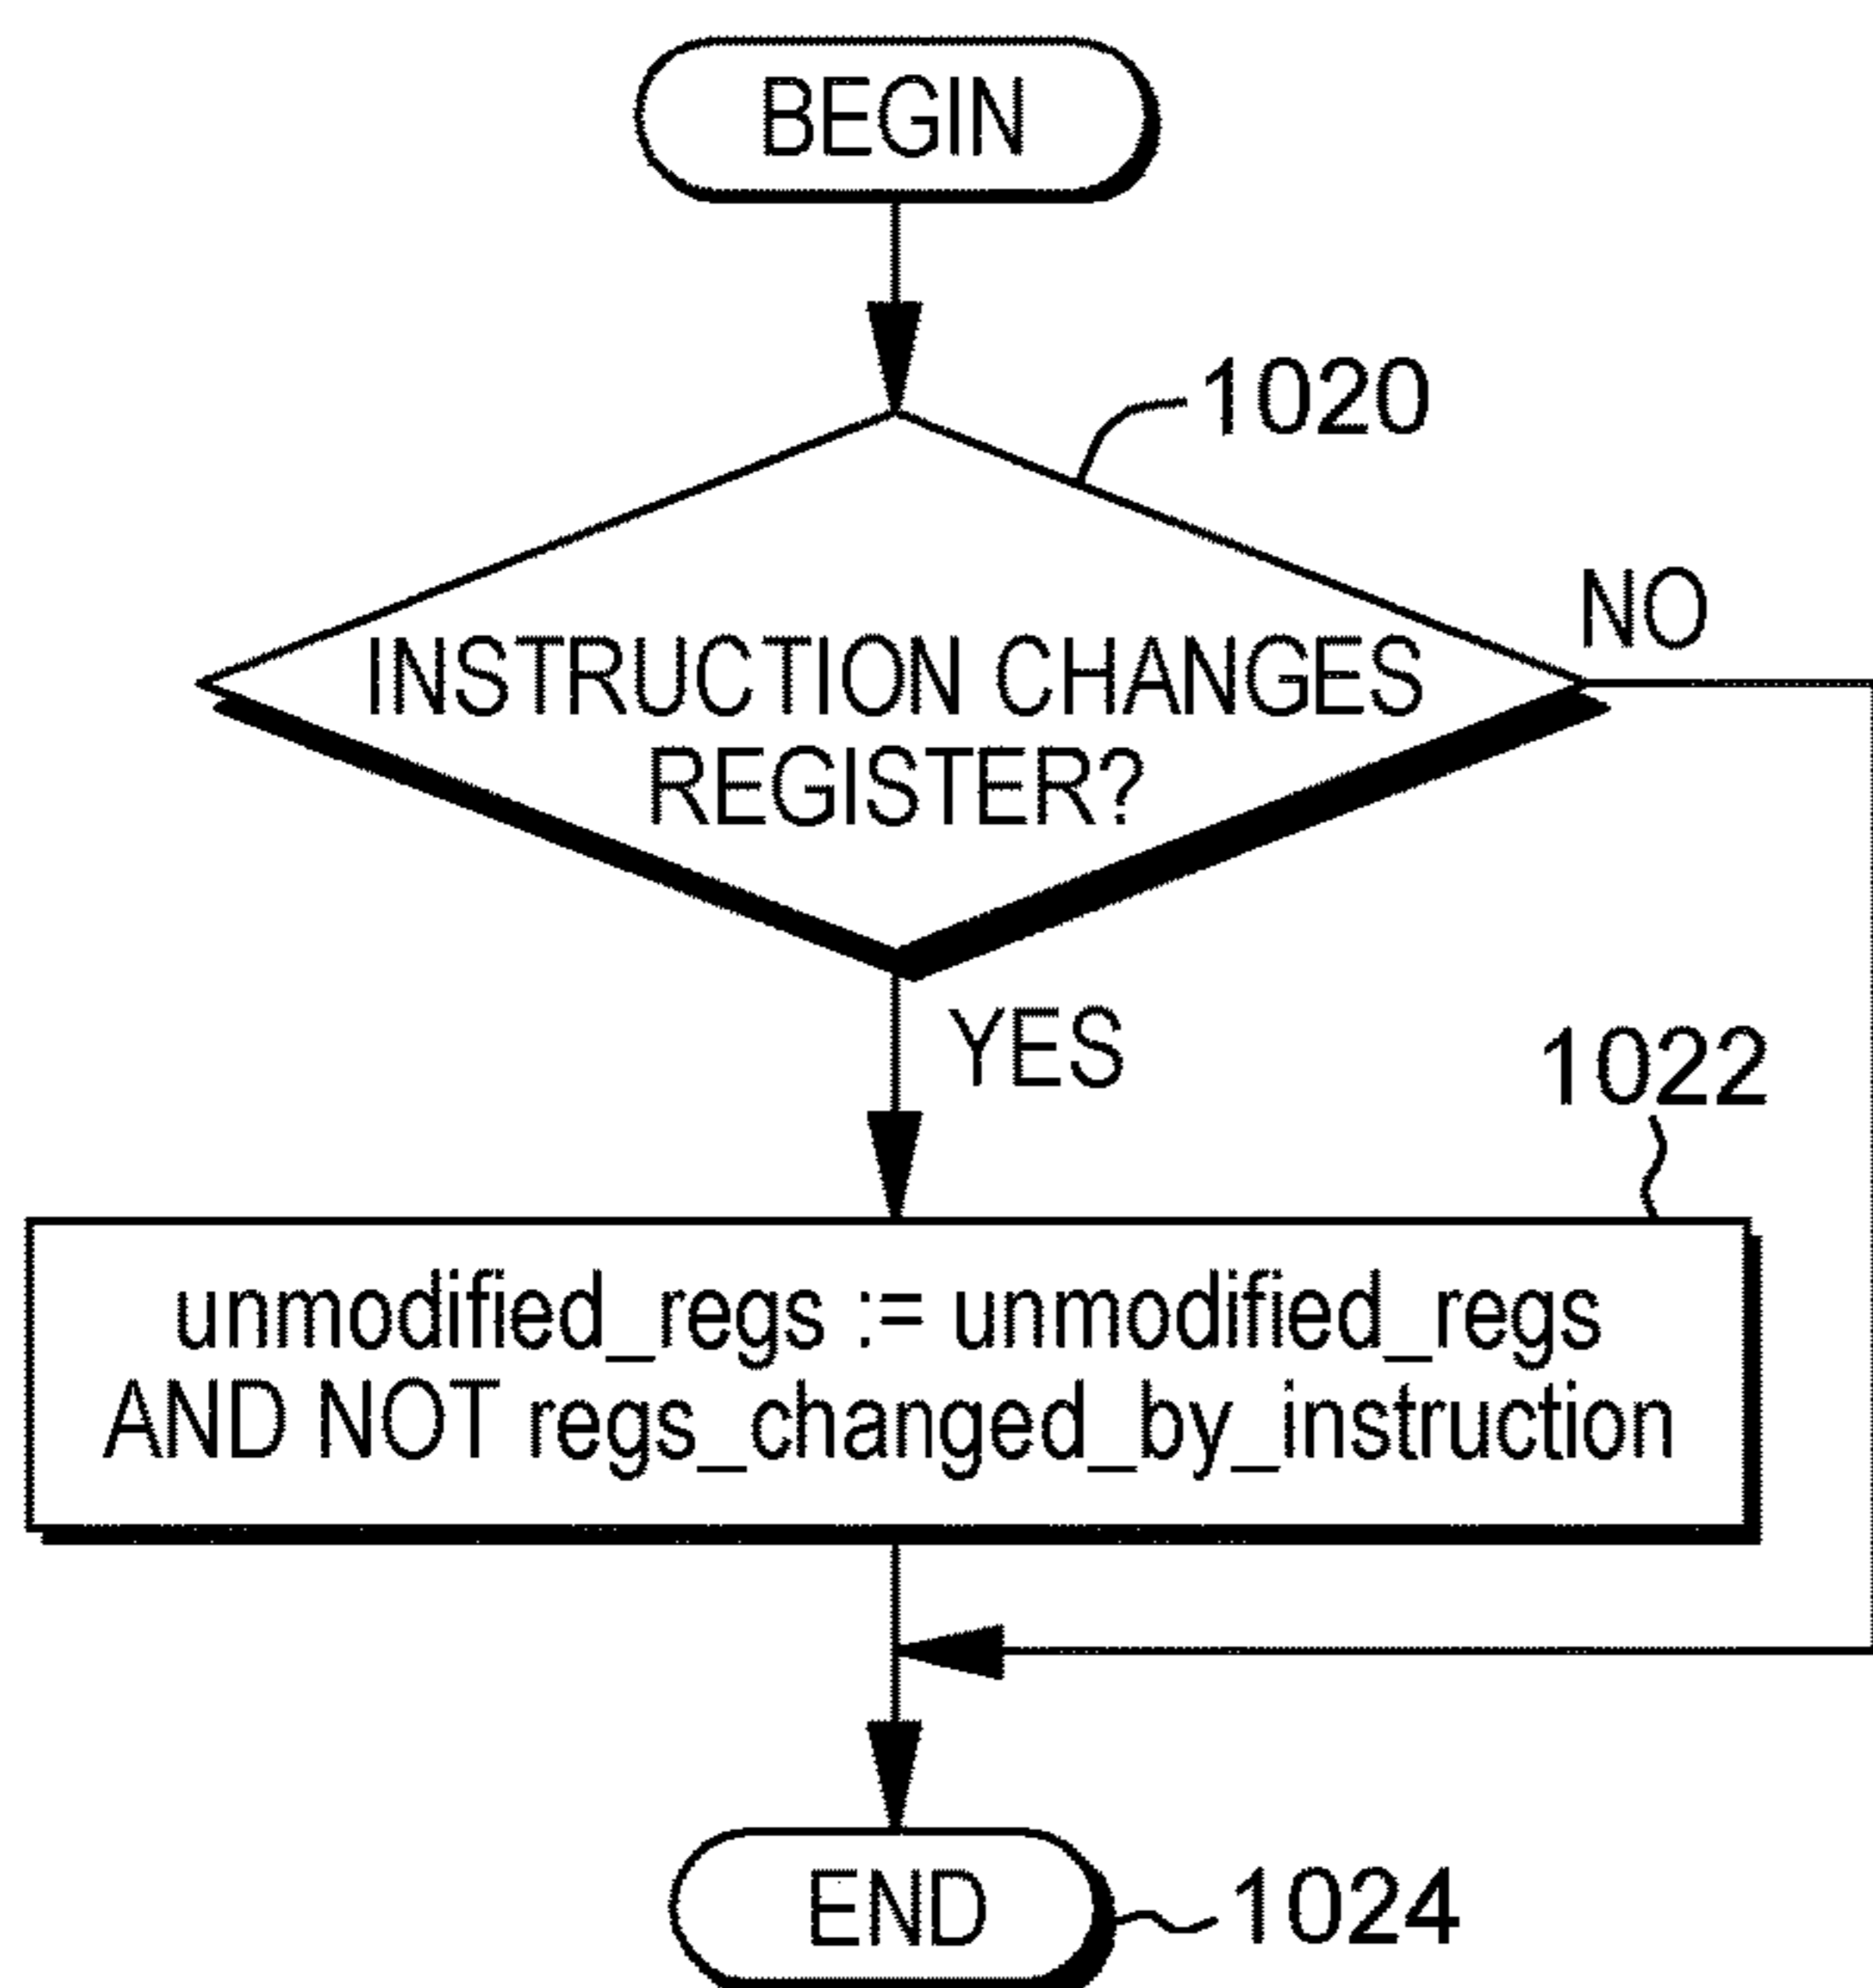 BEGIN
1020
INSTRUCTION CHANGES
REGISTER?
NO
YES
1022
unmodified_regs := unmodified_regs
AND NOT regs_changed_by_instruction
END
1024